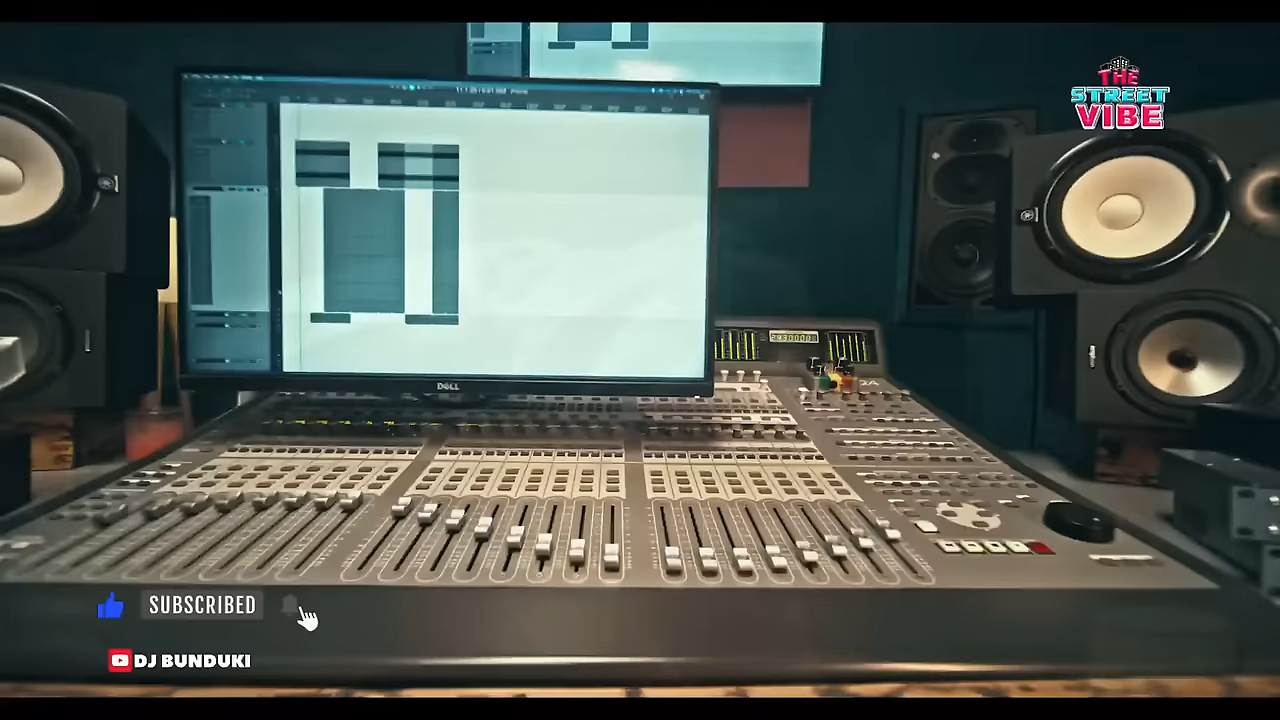 THE
STREET
VIBE
DELL
SUBSCRIBED
DJ BUNDUKI